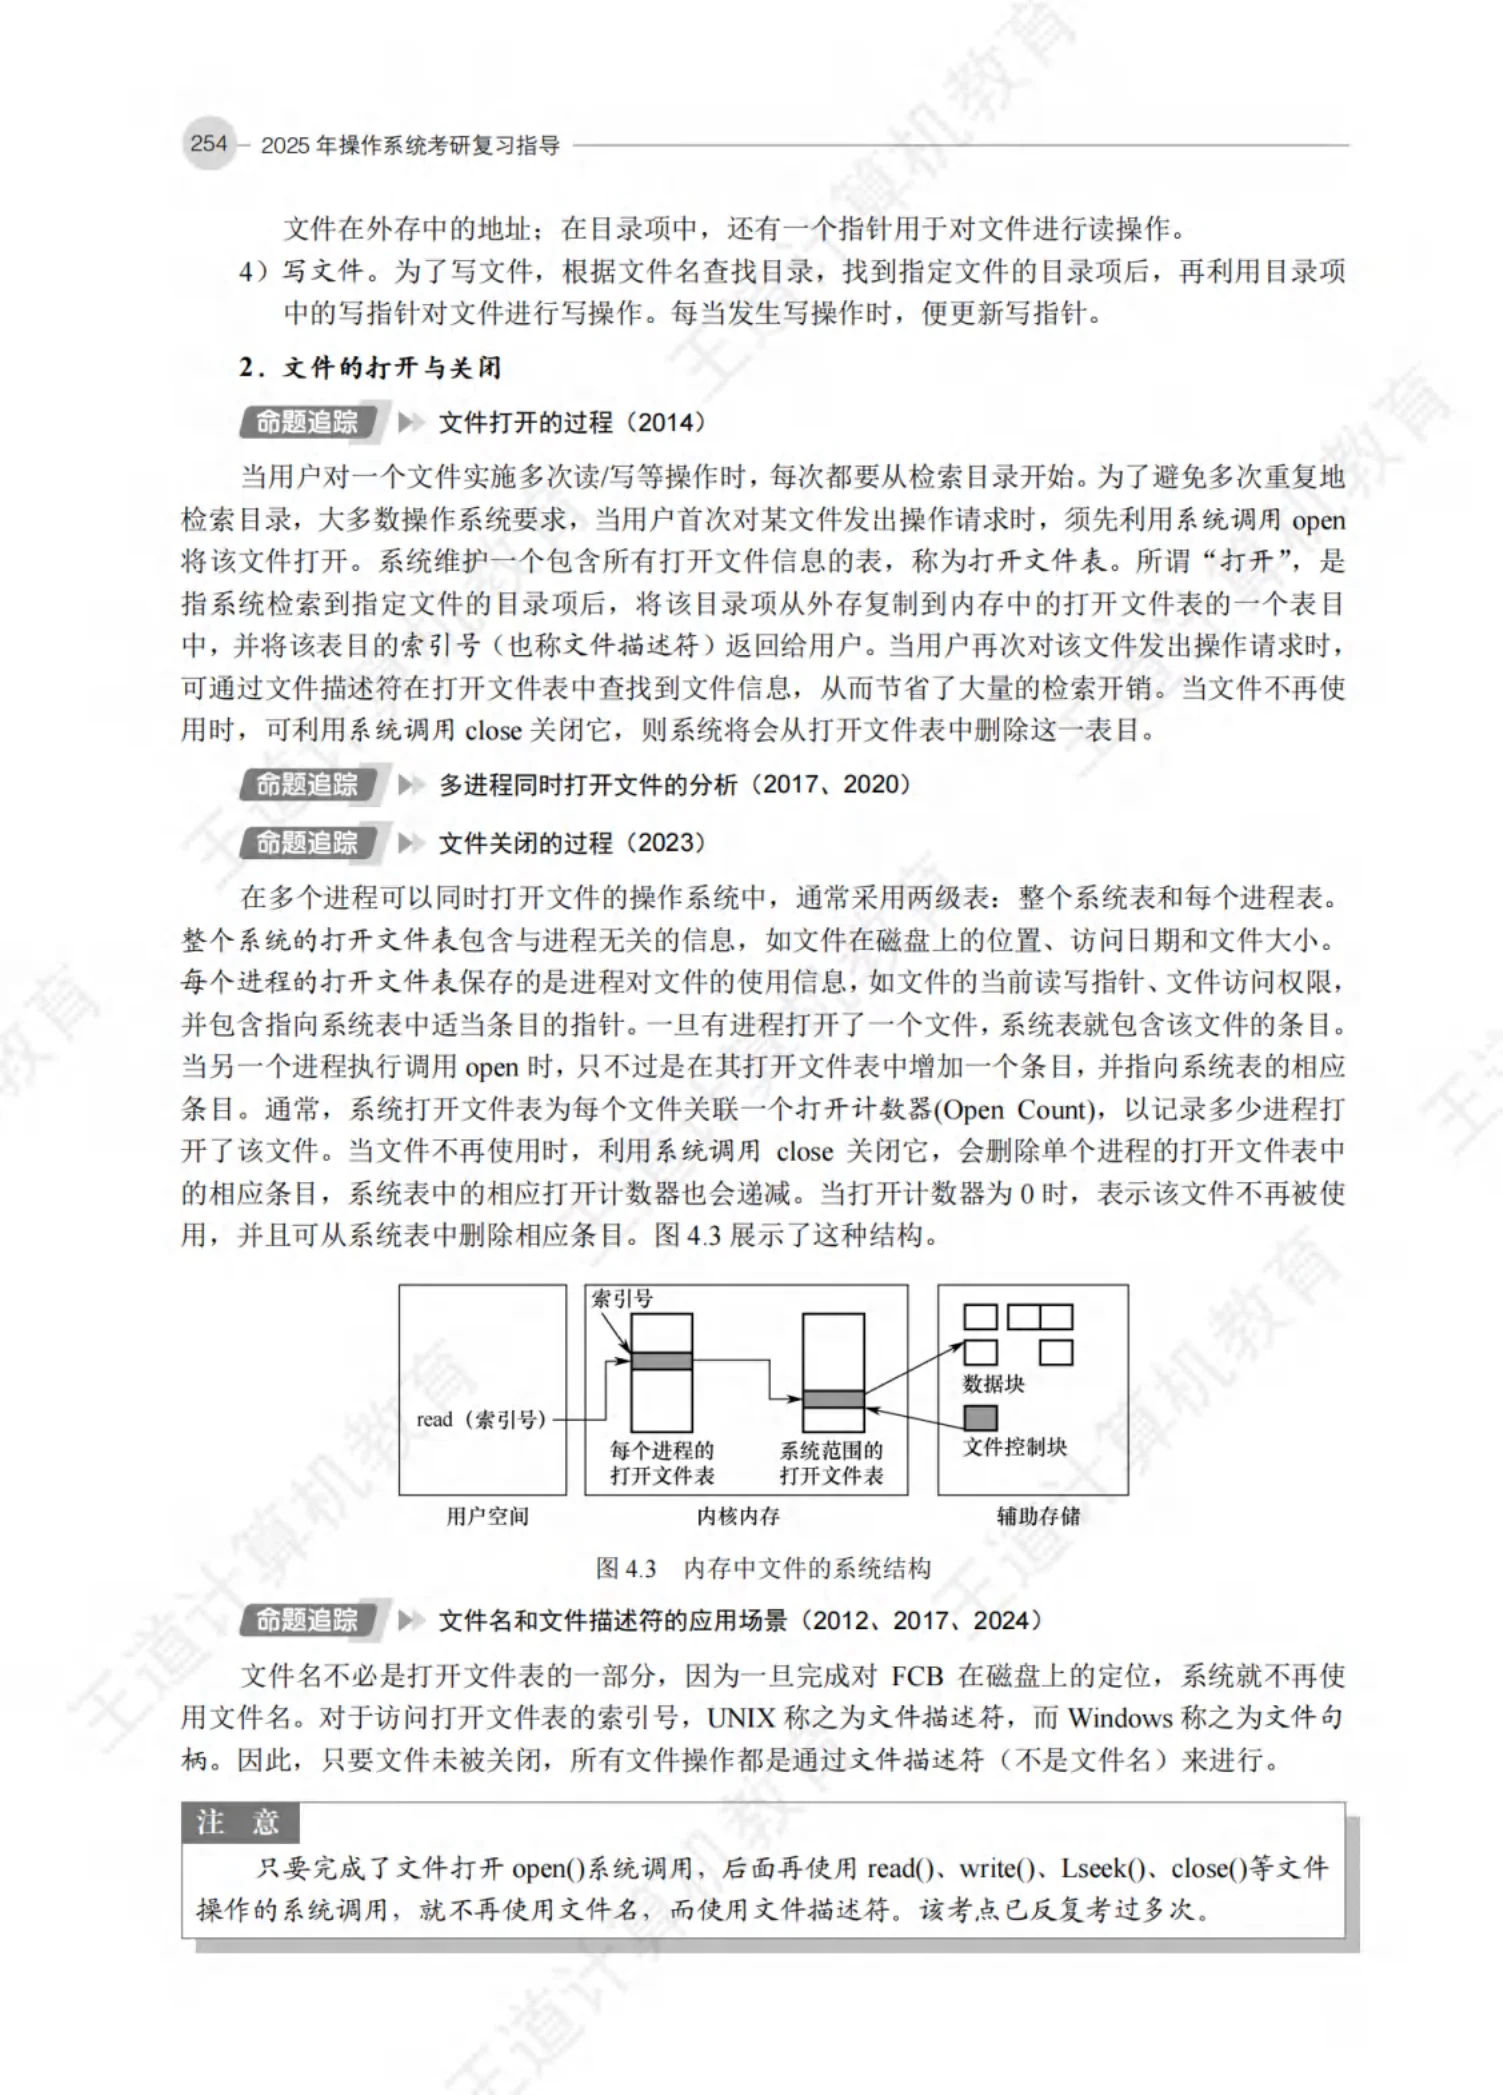 254 2025 年操作系统考研复习指导
文件在外存中的地址；在目录项中，还有一个指针用于对文件进行读操作。
4）写文件。为了写文件，根据文件名查找目录，找到指定文件的目录项后，再利用目录项
中的写指针对文件进行写操作。每当发生写操作时，便更新写指针。
2．文件的打开与关闭
命题追踪 文件打开的过程（2014）
当用户对一个文件实施多次读/写等操作时，每次都要从检索目录开始。为了避免多次重复地
检索目录，大多数操作系统要求，当用户首次对某文件发出操作请求时，须先利用系统调用 open
将该文件打开。系统维护一个包含所有打开文件信息的表，称为打开文件表。所谓“打开”，是
指系统检索到指定文件的目录项后，将该目录项从外存复制到内存中的打开文件表的一个表目
中，并将该表目的索引号（也称文件描述符）返回给用户。当用户再次对该文件发出操作请求时，
可通过文件描述符在打开文件表中查找到文件信息，从而节省了大量的检索开销。当文件不再使
用时，可利用系统调用 close 关闭它，则系统将会从打开文件表中删除这一表目。
命题追踪 多进程同时打开文件的分析（2017、2020）
命题追踪 文件关闭的过程（2023）
在多个进程可以同时打开文件的操作系统中，通常采用两级表：整个系统表和每个进程表。
整个系统的打开文件表包含与进程无关的信息，如文件在磁盘上的位置、访问日期和文件大小。
每个进程的打开文件表保存的是进程对文件的使用信息，如文件的当前读写指针、文件访问权限，
并包含指向系统表中适当条目的指针。一旦有进程打开了一个文件，系统表就包含该文件的条目。
当另一个进程执行调用 open 时，只不过是在其打开文件表中增加一个条目，并指向系统表的相应
条目。通常，系统打开文件表为每个文件关联一个打开计数器(Open Count)，以记录多少进程打
开了该文件。当文件不再使用时，利用系统调用 close 关闭它，会删除单个进程的打开文件表中
的相应条目，系统表中的相应打开计数器也会递减。当打开计数器为 0 时，表示该文件不再被使
用，并且可从系统表中删除相应条目。图 4.3 展示了这种结构。
索引号
数据块
read（索引号）
文件控制块
每个进程的
打开文件表
系统范围的
打开文件表
用户空间
内核内存
辅助存储
图 4.3 内存中文件的系统结构
命题追踪 文件名和文件描述符的应用场景（2012、2017、2024）
文件名不必是打开文件表的一部分，因为一旦完成对 FCB 在磁盘上的定位，系统就不再使
用文件名。对于访问打开文件表的索引号，UNIX 称之为文件描述符，而 Windows 称之为文件句
柄。因此，只要文件未被关闭，所有文件操作都是通过文件描述符（不是文件名）来进行。
注 意
只要完成了文件打开 open()系统调用，后面再使用 read()、write()、Lseek()、close()等文件
操作的系统调用，就不再使用文件名，而使用文件描述符。该考点已反复考过多次。
王道计算机教育